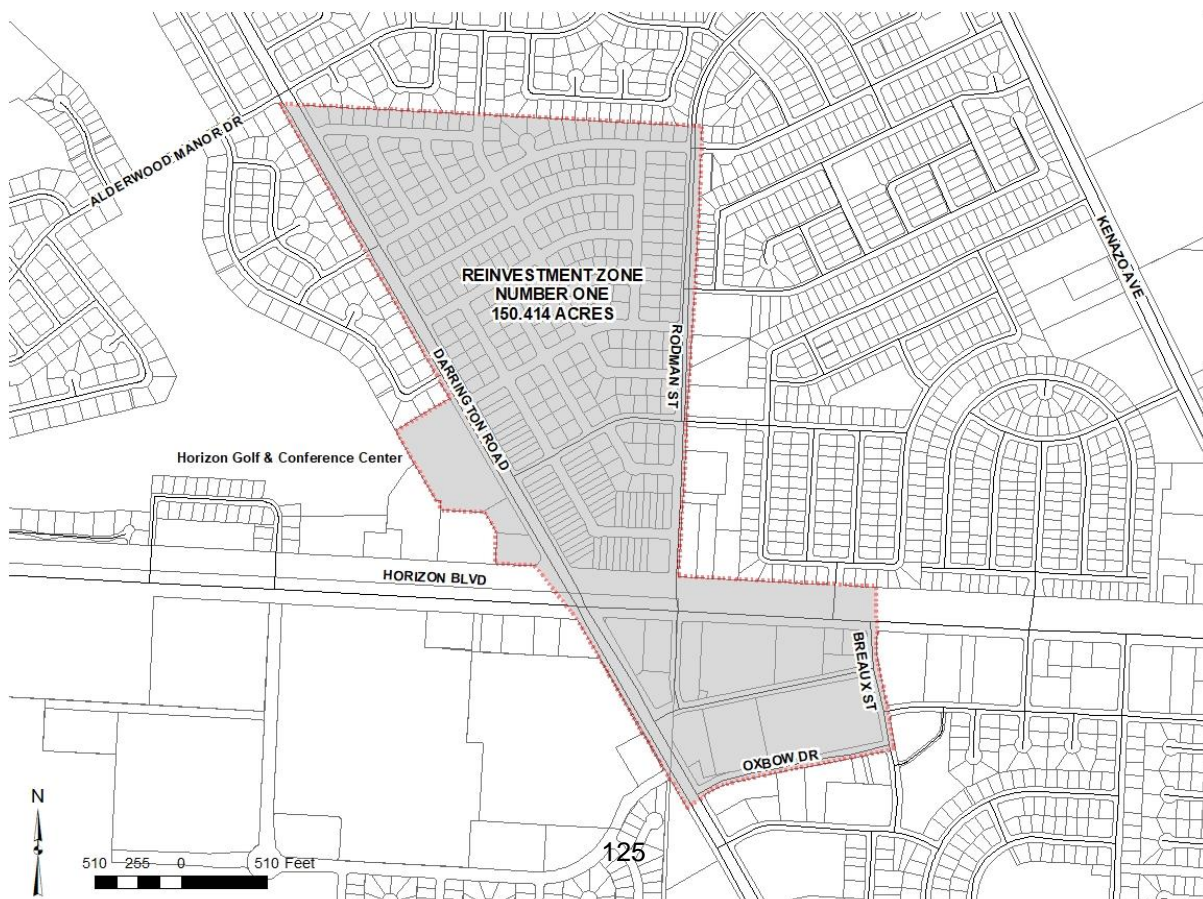 ALDERWOOD MANOR DR
KENAZO AVE
REINVESTMENT ZONE
NUMBER ONE
150.414 ACRES
RODMAN ST
DARRINGTON ROAD
Horizon Golf & Conference Center
HORIZON BLVD
BREAUX ST
OXBOW DR
N
510 255 0 510 Feet
125